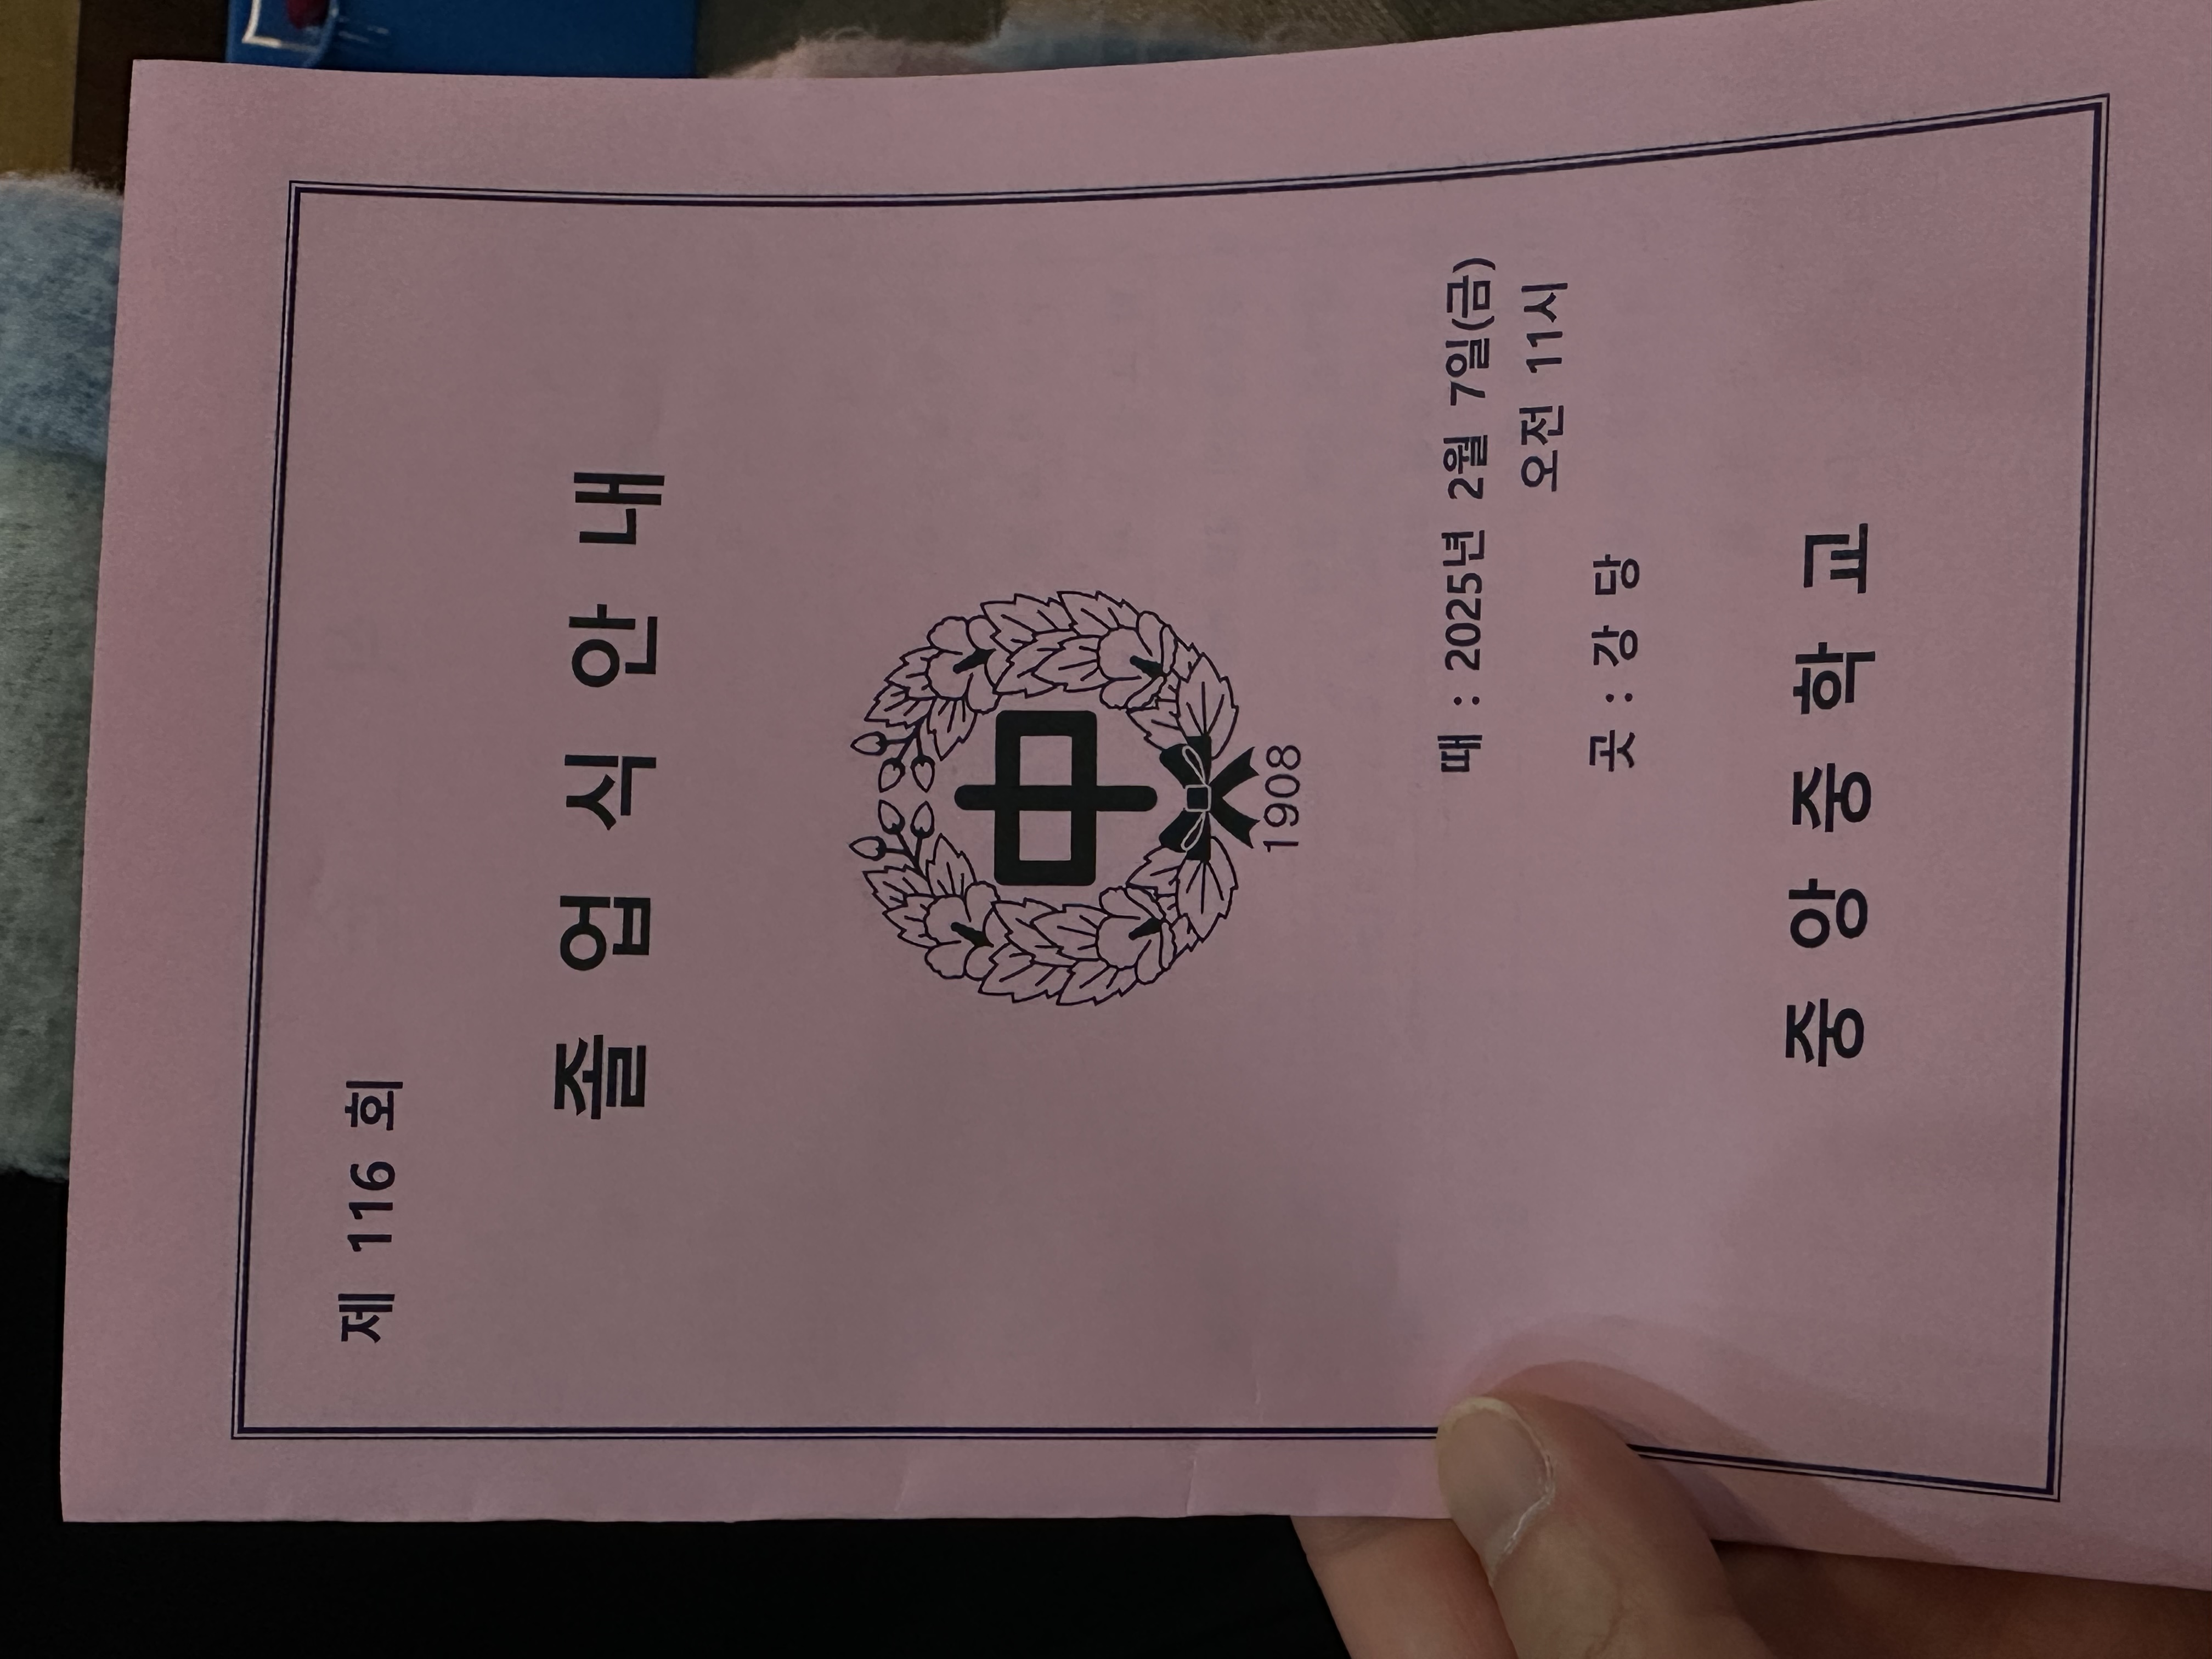 제 116 회
졸 업 식 안 내
中
1908
때 : 2025년 2월 7일(금)
오전 11시
곳 : 강 당
중 앙 중 학 교